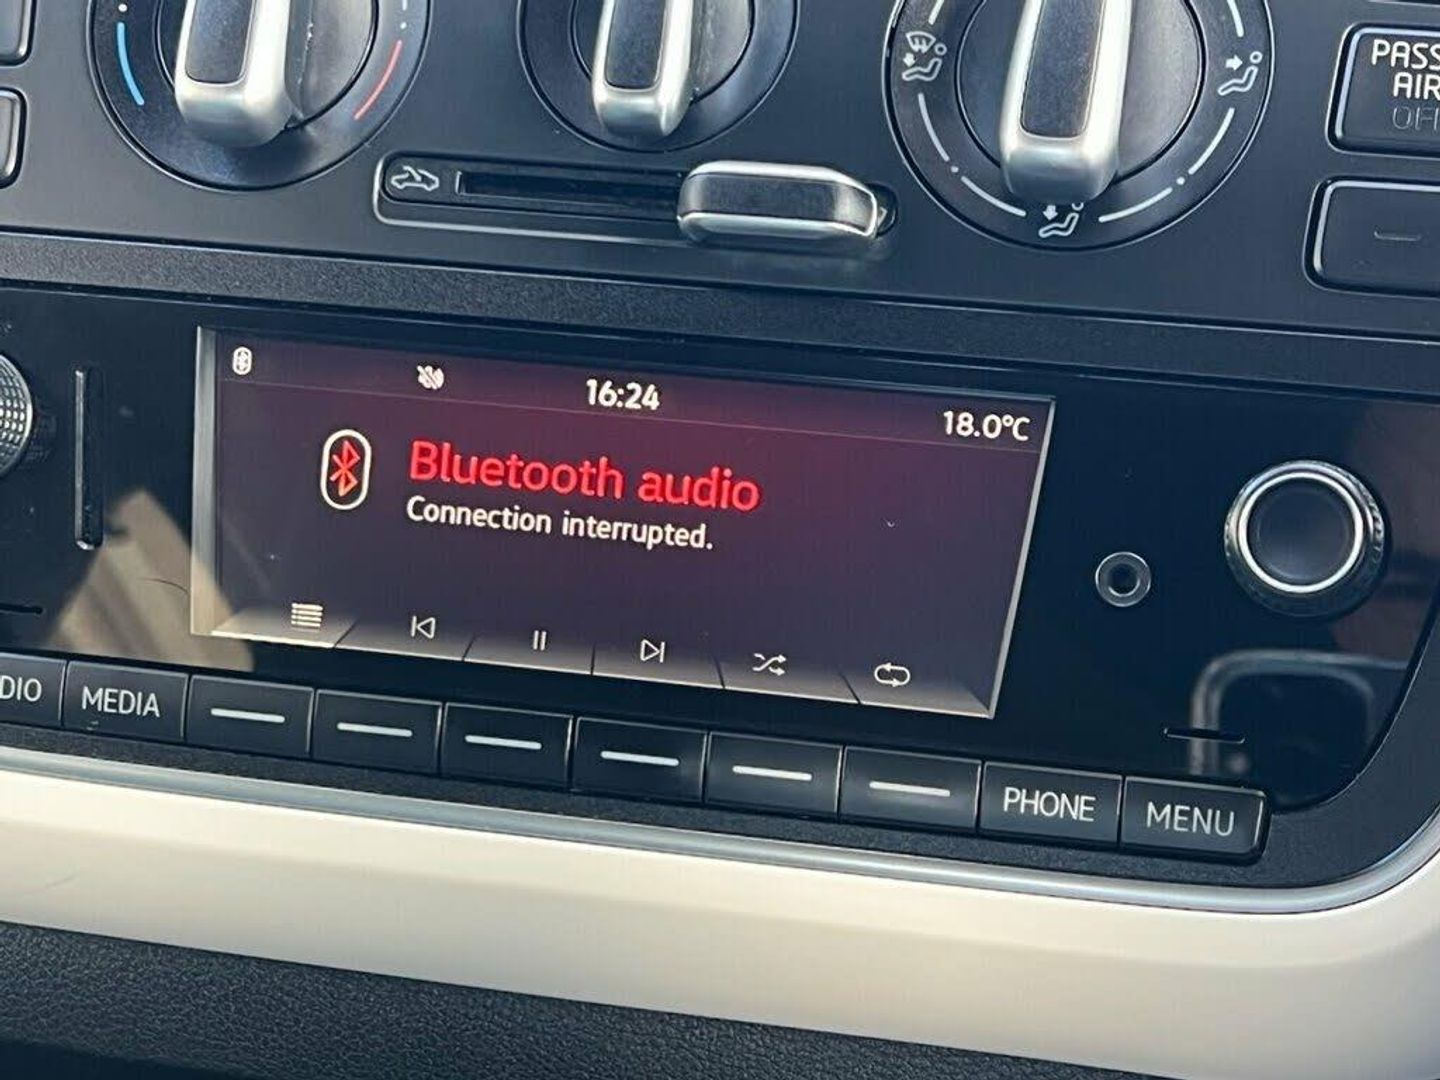 PASS
AIR
OFF
16:24
18.0°C
Bluetooth audio
Connection interrupted.
DIO
MEDIA
PHONE
MENU